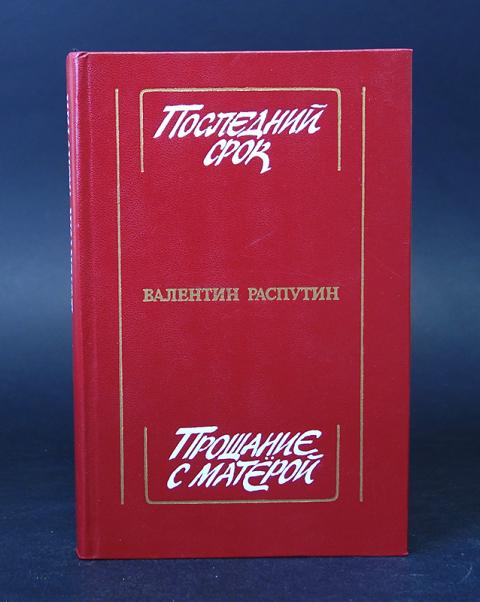 Последний
срок
ВАЛЕНТИН РАСПУТИН
Прощание
с Матёрой